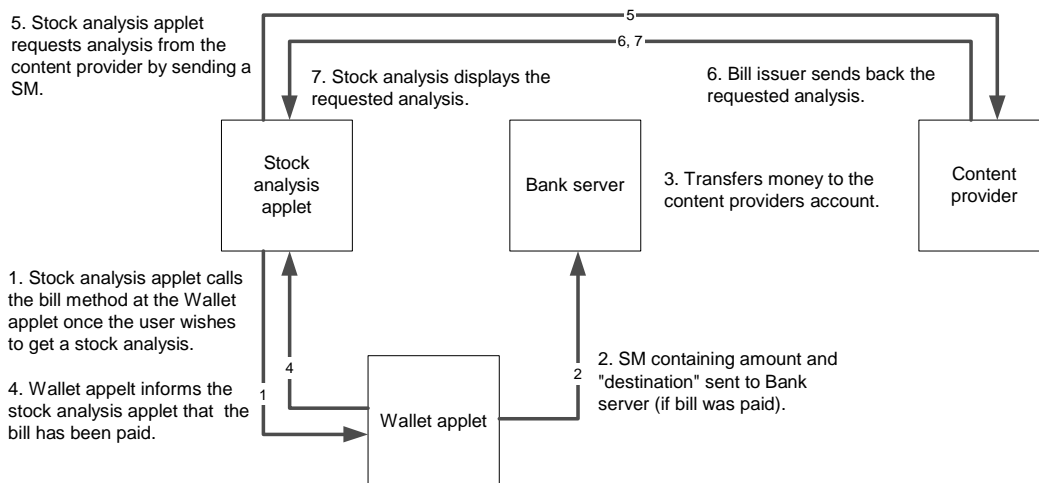 5. Stock analysis applet
requests analysis from the
content provider by sending a
SM.
5
6, 7
7. Stock analysis displays the
requested analysis.
6. Bill issuer sends back the
requested analysis.
Stock
analysis
applet
Bank server
3. Transfers money to the
content providers account.
Content
provider
1. Stock analysis applet calls
the bill method at the Wallet
applet once the user wishes
to get a stock analysis.
4. Wallet appelt informs the
stock analysis applet that  the
bill has been paid.
1
4
Wallet applet
2
2. SM containing amount and
"destination" sent to Bank
server (if bill was paid).